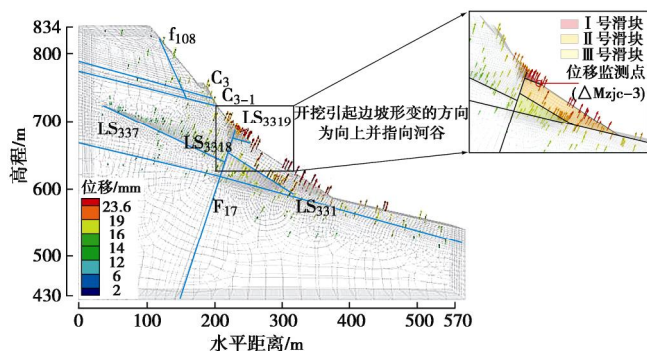 834
800
700
600
500
430
高程/m
f108
C3
C3-1
LS3319
LS337
LS3318
F17
LS331
位移/mm
23.6
19
16
14
12
6
2
0
100
200
300
400
500
570
水平距离/m
开挖引起边坡形变的方向
为向上并指向河谷
Ⅰ号滑块
Ⅱ号滑块
Ⅲ号滑块
位移监测点
(△Mzjc-3)